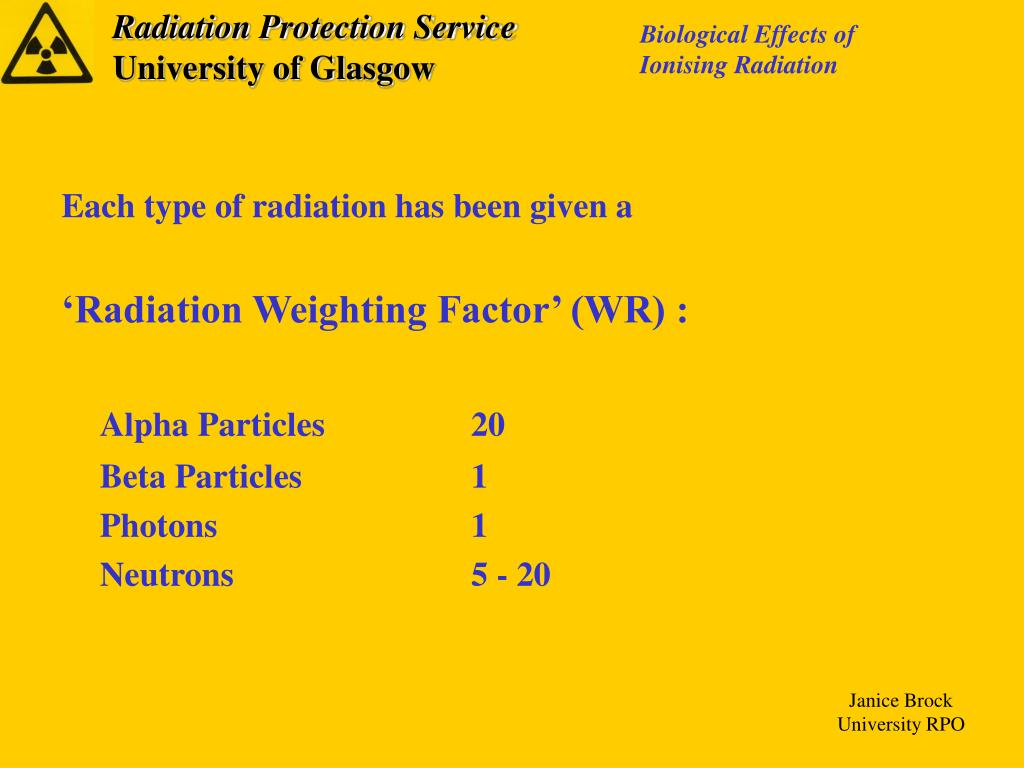 Radiation Protection Service
University of Glasgow
Biological Effects of
Ionising Radiation
Each type of radiation has been given a
‘Radiation Weighting Factor’ (WR) :
Alpha Particles 20
Beta Particles 1
Photons 1
Neutrons 5 - 20
Janice Brock
University RPO